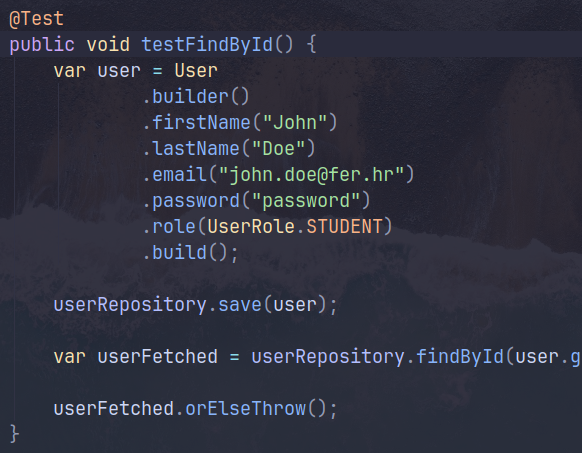 @Test
public void testFindById() {
    var user = User
            .builder()
            .firstName("John")
            .lastName("Doe")
            .email("john.doe@fer.hr")
            .password("password")
            .role(UserRole.STUDENT)
            .build();
    userRepository.save(user);
    var userFetched = userRepository.findById(user.g
    userFetched.orElseThrow();
}